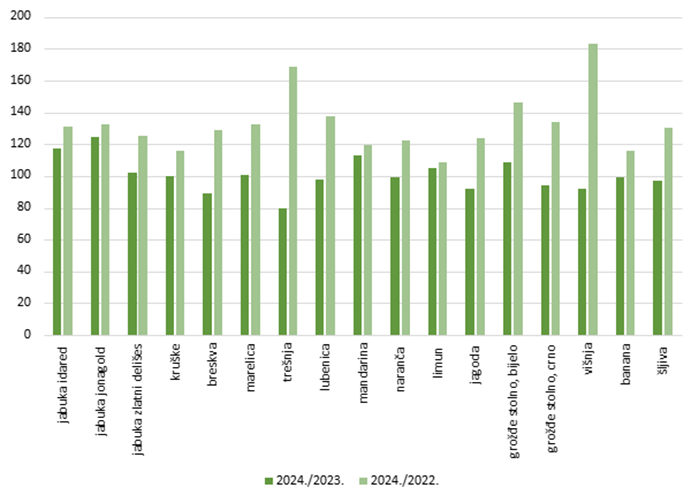 200
180
160
140
120
100
80
60
40
20
0
jabuka idared
jabuka jonagold
jabuka zlatni delišes
kruške
breskva
marelica
trešnja
lubenica
mandarina
naranča
limun
jagoda
grožđe stolno, bijelo
grožđe stolno, crno
višnja
banana
šljiva
2024./2023.
2024./2022.